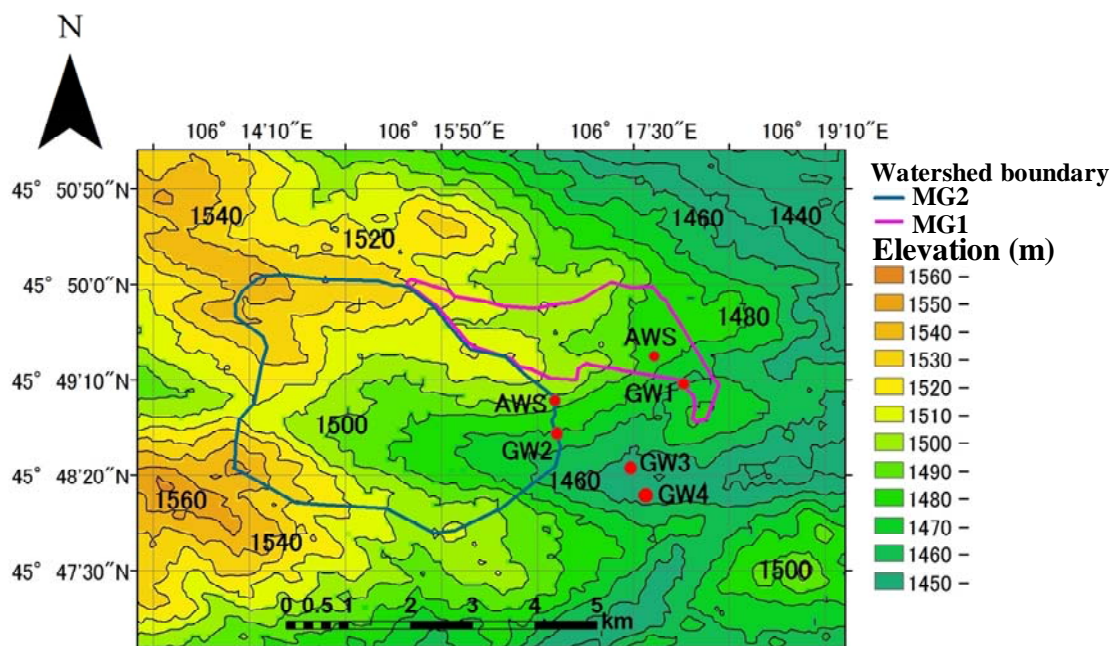 N
106° 14'10"E 106° 15'50"E 106° 17'30"E 106° 19'10"E
45° 50'50"N
45° 50'0"N
45° 49'10"N
45° 48'20"N
45° 47'30"N
1540
1520
1460
1440
1480
AWS
GW1
AWS
1500
GW2
GW3
1460
GW4
1560
1540
1500
0 0.5 1 2 3 4 5
km
Watershed boundary
MG2
MG1
Elevation (m)
1560 –
1550 –
1540 –
1530 –
1520 –
1510 –
1500 –
1490 –
1480 –
1470 –
1460 –
1450 –